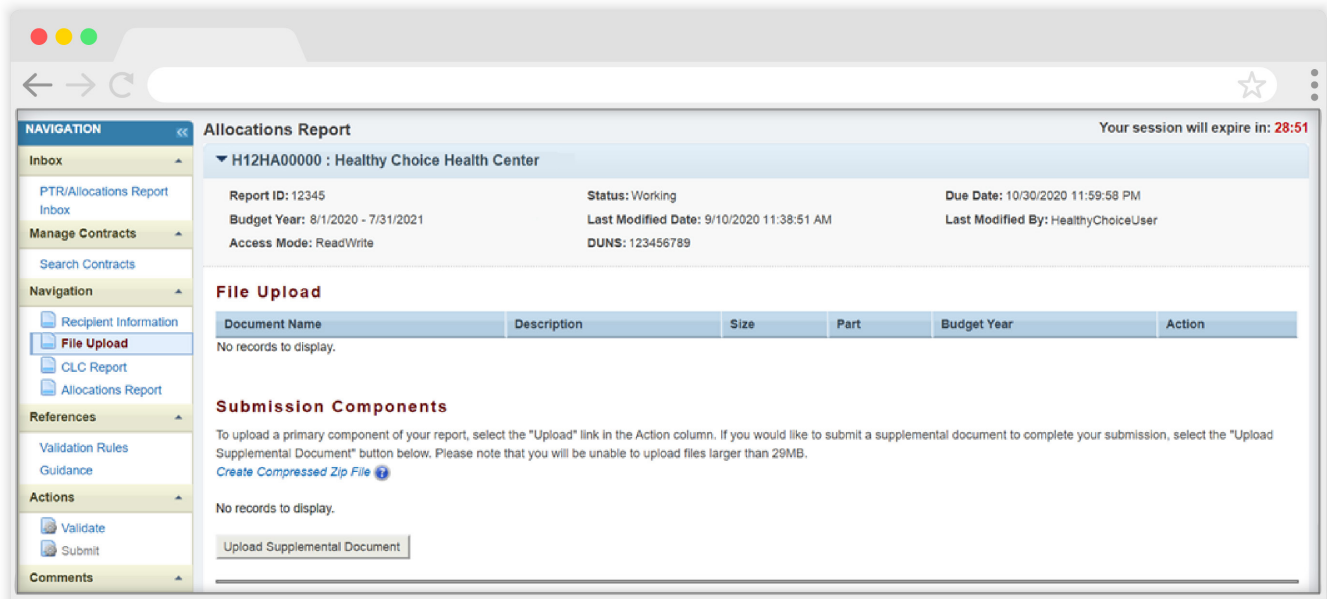 NAVIGATION
Inbox
PTR/Allocations Report
Inbox
Manage Contracts
Search Contracts
Navigation
Recipient Information
File Upload
CLC Report
Allocations Report
References
Validation Rules
Guidance
Actions
Validate
Submit
Comments
Allocations Report
Your session will expire in: 28:51
H12HA00000 : Healthy Choice Health Center
Report ID: 12345 Status: Working Due Date: 10/30/2020 11:59:58 PM
Budget Year: 8/1/2020 - 7/31/2021 Last Modified Date: 9/10/2020 11:38:51 AM Last Modified By: HealthyChoiceUser
Access Mode: ReadWrite DUNS: 123456789
File Upload
Document Name Description Size Part Budget Year Action
No records to display.
Submission Components
To upload a primary component of your report, select the "Upload" link in the Action column. If you would like to submit a supplemental document to complete your submission, select the "Upload
Supplemental Document" button below. Please note that you will be unable to upload files larger than 29MB.
Create Compressed Zip File ?
No records to display.
Upload Supplemental Document